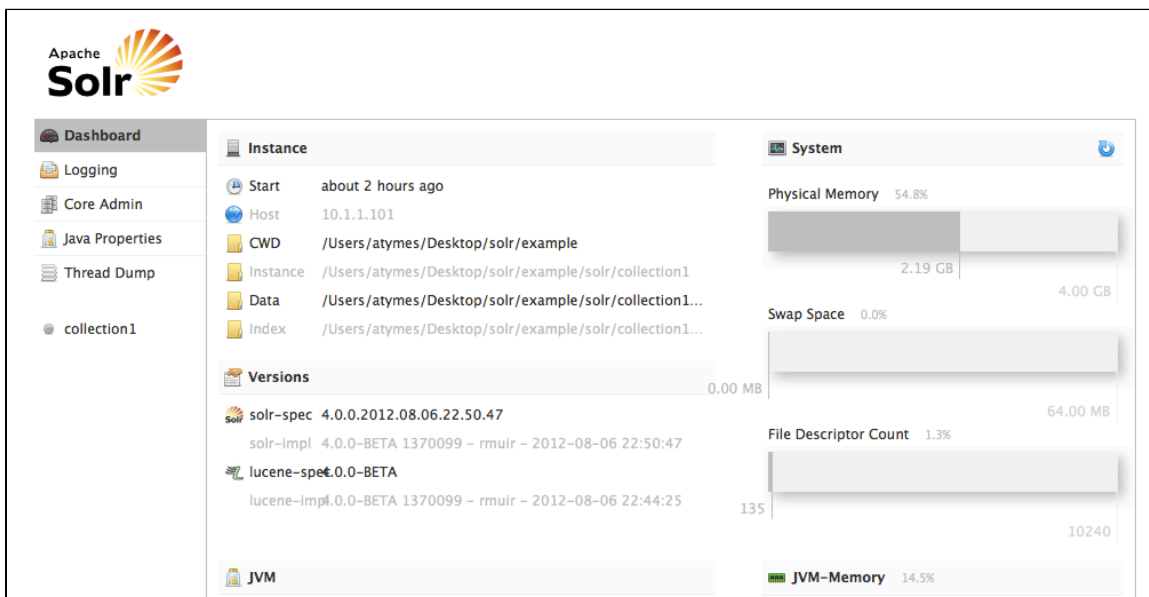 Apache
Solr
Dashboard
Logging
Core Admin
Java Properties
Thread Dump
collection1
Instance
Start about 2 hours ago
Host 10.1.1.101
CWD /Users/atymes/Desktop/solr/example
Instance /Users/atymes/Desktop/solr/example/solr/collection1
Data /Users/atymes/Desktop/solr/example/solr/collection1...
Index /Users/atymes/Desktop/solr/example/solr/collection1...
Versions
Solr solr-spec 4.0.0.2012.08.06.22.50.47
solr-impl 4.0.0-BETA 1370099 - rmuir - 2012-08-06 22:50:47
lucene-spec 4.0.0-BETA
lucene-impl 4.0.0-BETA 1370099 - rmuir - 2012-08-06 22:44:25
JVM
System
Physical Memory 54.8%
2.19 GB
4.00 GB
Swap Space 0.0%
0.00 MB
64.00 MB
File Descriptor Count 1.3%
135
10240
JVM-Memory 14.5%